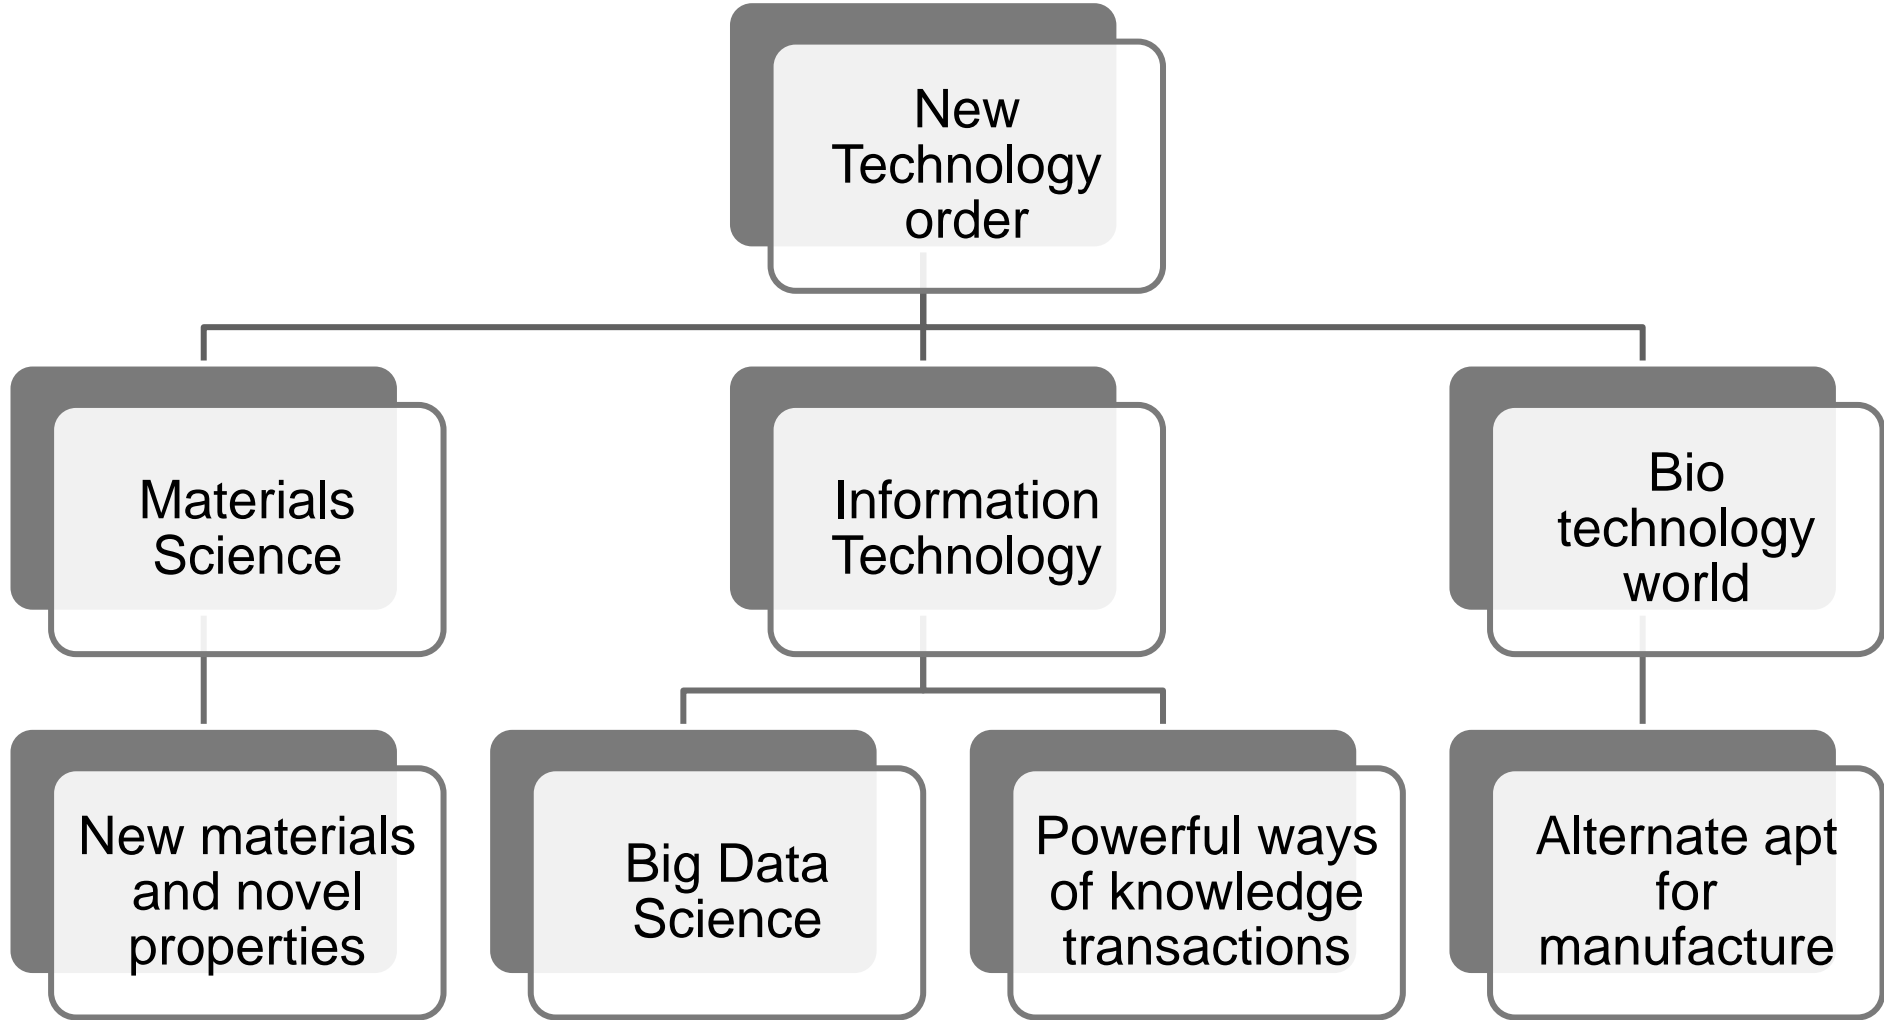 New
Technology
order
Materials
Science
Information
Technology
Bio
technology
world
New materials
and novel
properties
Big Data
Science
Powerful ways
of knowledge
transactions
Alternate apt
for
manufacture